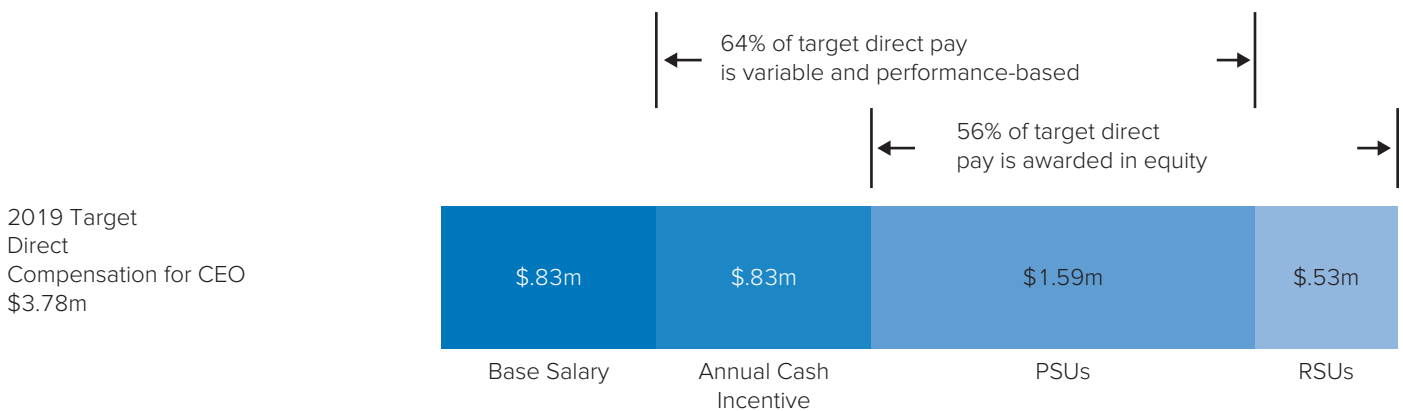 64% of target direct pay
is variable and performance-based
56% of target direct
pay is awarded in equity
2019 Target
Direct
Compensation for CEO
$3.78m
$.83m
$.83m
$1.59m
$.53m
Base Salary
Annual Cash
Incentive
PSUs
RSUs